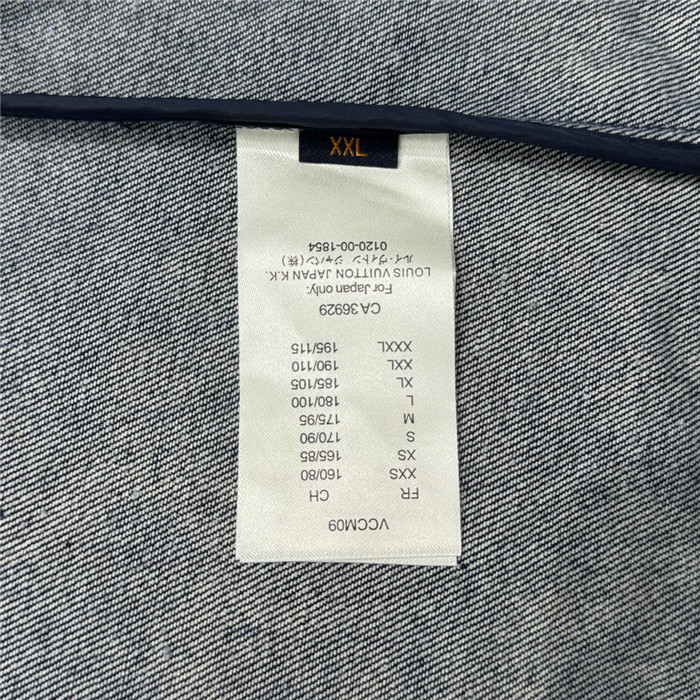 XXL
VCCM09
FR CH
XXS 160/80
XS 165/85
S 170/90
M 175/95
L 180/100
XL 185/105
XXL 190/110
XXXL 195/115
CA 36929
For Japan only:
LOUIS VUITTON JAPAN K.K.
ルイ・ヴィトン ジャパン(株)
0120-00-1854